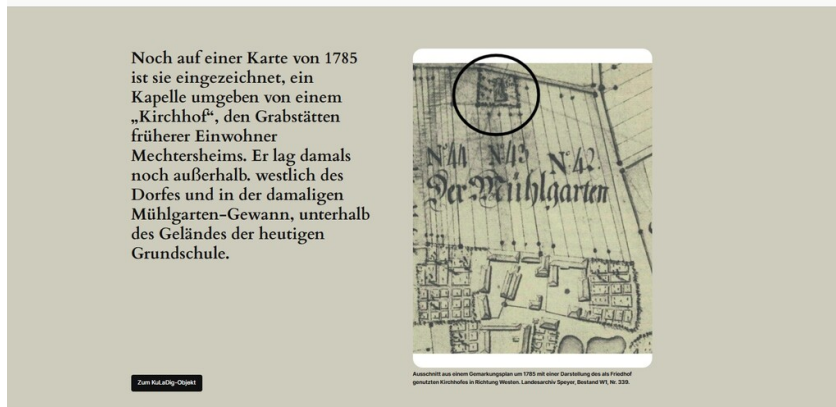 Noch auf einer Karte von 1785
ist sie eingezeichnet, ein
Kapelle umgeben von einem
„Kirchhof“, den Grabstätten
früherer Einwohner
Mechtersheims. Er lag damals
noch außerhalb. westlich des
Dorfes und in der damaligen
Mühlgarten-Gewann, unterhalb
des Geländes der heutigen
Grundschule.
Zum KuLaDig-Objekt
N.44 N.43 N.42
Der Mühlgarten
Ausschnitt aus einem Gemarkungsplan um 1785 mit einer Darstellung des als Friedhof
genutzten Kirchhofes in Richtung Westen. Landesarchiv Speyer, Bestand W1, Nr. 339.